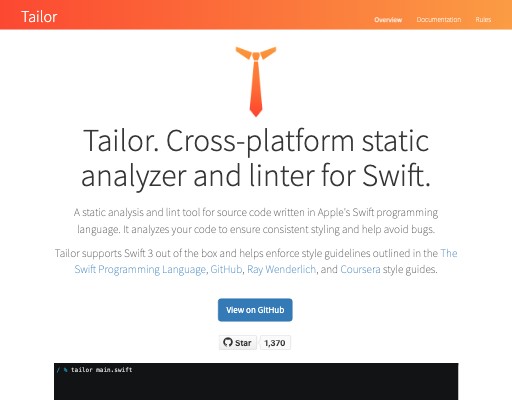 Tailor
Overview Documentation Rules
Tailor. Cross-platform static
analyzer and linter for Swift.
A static analysis and lint tool for source code written in Apple's Swift programming
language. It analyzes your code to ensure consistent styling and help avoid bugs.
Tailor supports Swift 3 out of the box and helps enforce style guidelines outlined in the The
Swift Programming Language, GitHub, Ray Wenderlich, and Coursera style guides.
View on GitHub
Star 1,370
/ % tailor main.swift